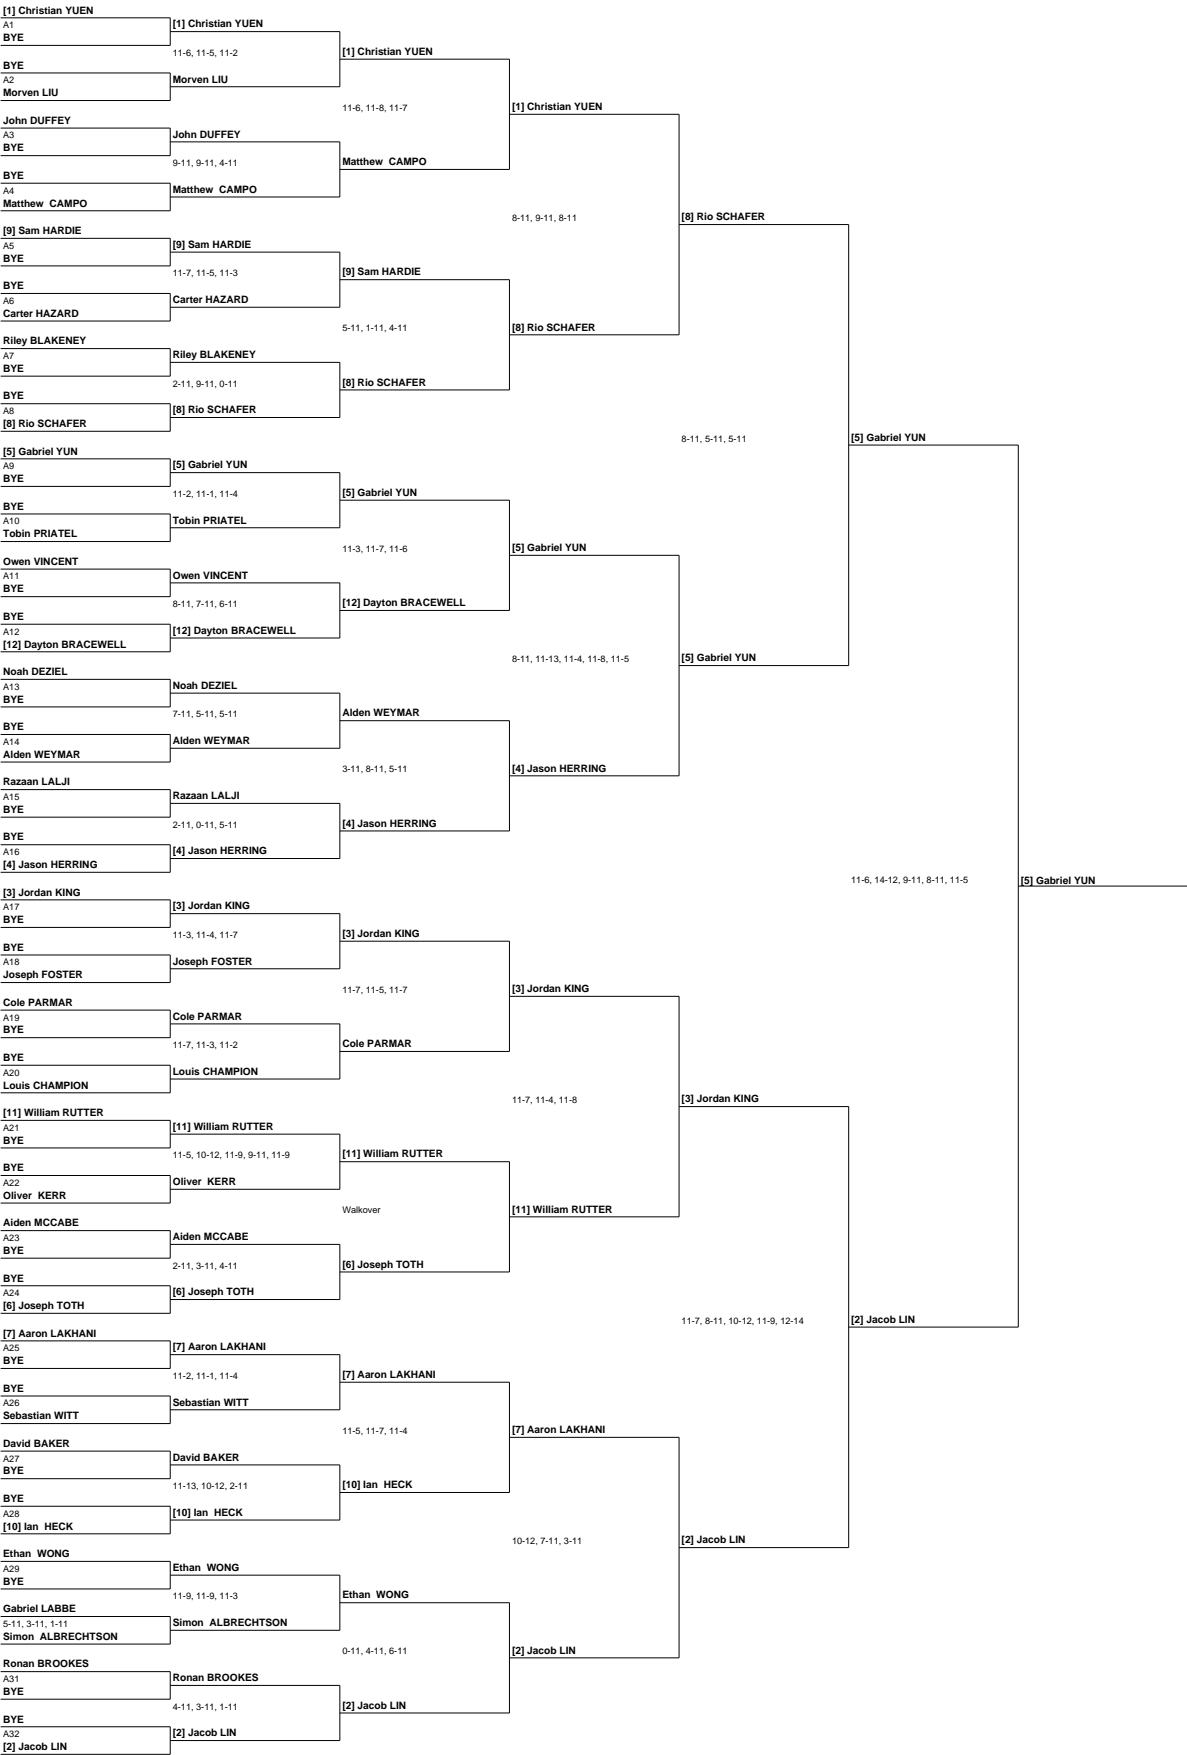 [1] Christian YUEN
A1
BYE
[1] Christian YUEN
11-6, 11-5, 11-2
[1] Christian YUEN
BYE
A2
Morven LIU
Morven LIU
11-6, 11-8, 11-7
[1] Christian YUEN
John DUFFEY
A3
BYE
John DUFFEY
9-11, 9-11, 4-11
Matthew CAMPO
BYE
A4
Matthew CAMPO
Matthew CAMPO
8-11, 9-11, 8-11
[8] Rio SCHAFER
[9] Sam HARDIE
A5
BYE
[9] Sam HARDIE
11-7, 11-5, 11-3
[9] Sam HARDIE
BYE
A6
Carter HAZARD
Carter HAZARD
5-11, 1-11, 4-11
[8] Rio SCHAFER
Riley BLAKENEY
A7
BYE
Riley BLAKENEY
2-11, 9-11, 0-11
[8] Rio SCHAFER
BYE
A8
[8] Rio SCHAFER
[8] Rio SCHAFER
8-11, 5-11, 5-11
[5] Gabriel YUN
[5] Gabriel YUN
A9
BYE
[5] Gabriel YUN
11-2, 11-1, 11-4
[5] Gabriel YUN
BYE
A10
Tobin PRIATEL
Tobin PRIATEL
11-3, 11-7, 11-6
[5] Gabriel YUN
Owen VINCENT
A11
BYE
Owen VINCENT
8-11, 7-11, 6-11
[12] Dayton BRACEWELL
BYE
A12
[12] Dayton BRACEWELL
[12] Dayton BRACEWELL
8-11, 11-13, 11-4, 11-8, 11-5
[5] Gabriel YUN
Noah DEZIEL
A13
BYE
Noah DEZIEL
7-11, 5-11, 5-11
Alden WEYMAR
BYE
A14
Alden WEYMAR
Alden WEYMAR
3-11, 8-11, 5-11
[4] Jason HERRING
Razaan LALJI
A15
BYE
Razaan LALJI
2-11, 0-11, 5-11
[4] Jason HERRING
BYE
A16
[4] Jason HERRING
[4] Jason HERRING
11-6, 14-12, 9-11, 8-11, 11-5
[5] Gabriel YUN
[3] Jordan KING
A17
BYE
[3] Jordan KING
11-3, 11-4, 11-7
[3] Jordan KING
BYE
A18
Joseph FOSTER
Joseph FOSTER
11-7, 11-5, 11-7
[3] Jordan KING
Cole PARMAR
A19
BYE
Cole PARMAR
11-7, 11-3, 11-2
Cole PARMAR
BYE
A20
Louis CHAMPION
Louis CHAMPION
11-7, 11-4, 11-8
[3] Jordan KING
[11] William RUTTER
A21
BYE
[11] William RUTTER
11-5, 10-12, 11-9, 9-11, 11-9
[11] William RUTTER
BYE
A22
Oliver KERR
Oliver KERR
Walkover
[11] William RUTTER
Aiden MCCABE
A23
BYE
Aiden MCCABE
2-11, 3-11, 4-11
[6] Joseph TOTH
BYE
A24
[6] Joseph TOTH
[6] Joseph TOTH
11-7, 8-11, 10-12, 11-9, 12-14
[2] Jacob LIN
[7] Aaron LAKHANI
A25
BYE
[7] Aaron LAKHANI
11-2, 11-1, 11-4
[7] Aaron LAKHANI
BYE
A26
Sebastian WITT
Sebastian WITT
11-5, 11-7, 11-4
[7] Aaron LAKHANI
David BAKER
A27
BYE
David BAKER
11-13, 10-12, 2-11
[10] Ian HECK
BYE
A28
[10] Ian HECK
[10] Ian HECK
10-12, 7-11, 3-11
[2] Jacob LIN
Ethan WONG
A29
BYE
Ethan WONG
11-9, 11-9, 11-3
Ethan WONG
Gabriel LABBE
5-11, 3-11, 1-11
Simon ALBRECHTSON
Simon ALBRECHTSON
0-11, 4-11, 6-11
[2] Jacob LIN
Ronan BROOKES
A31
BYE
Ronan BROOKES
4-11, 3-11, 1-11
[2] Jacob LIN
BYE
A32
[2] Jacob LIN
[2] Jacob LIN